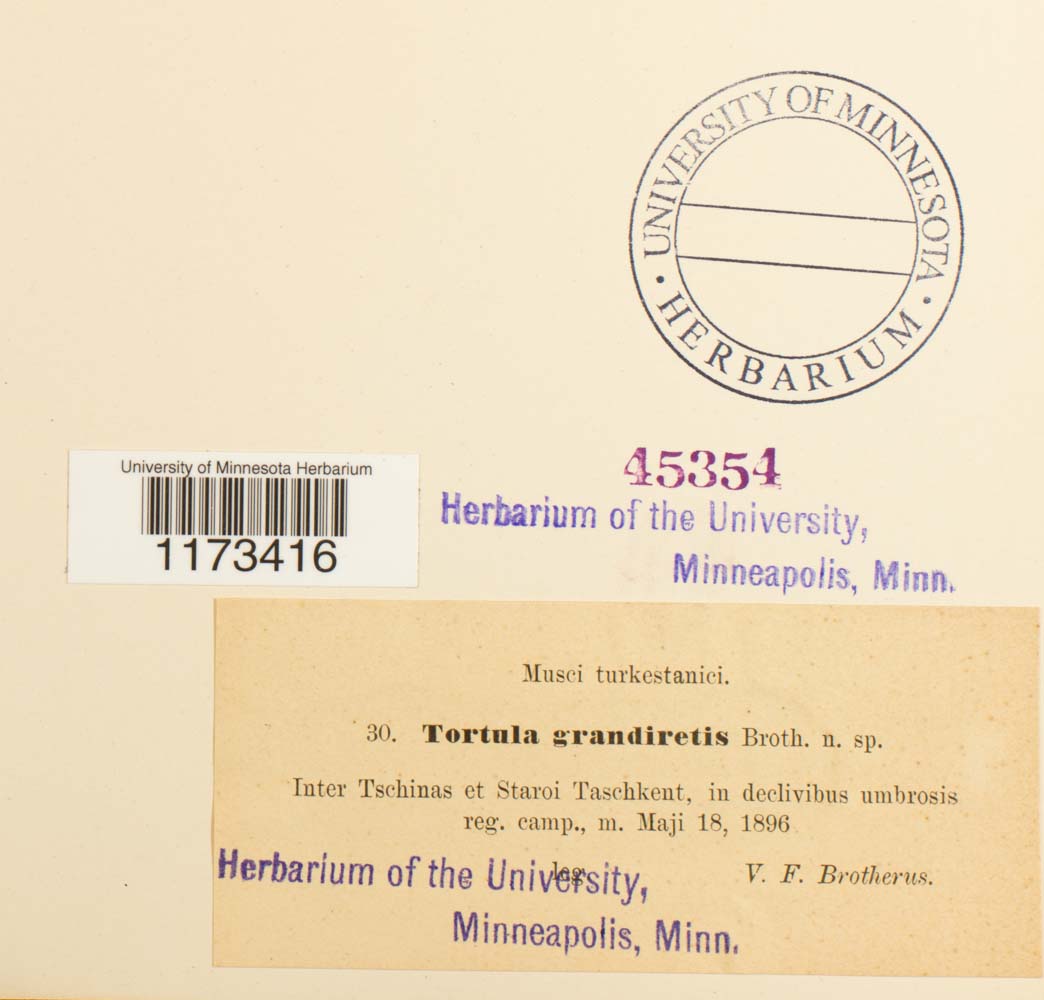 UNIVERSITY OF MINNESOTA
· HERBARIUM ·
University of Minnesota Herbarium
1173416
45354
Herbarium of the University,
Minneapolis, Minn.
Musci turkestanici.
30. Tortula grandiretis Broth. n. sp.
Inter Tschinas et Staroi Taschkent, in declivibus umbrosis
reg. camp., m. Maji 18, 1896
leg. V. F. Brotherus.
Herbarium of the University,
Minneapolis, Minn.